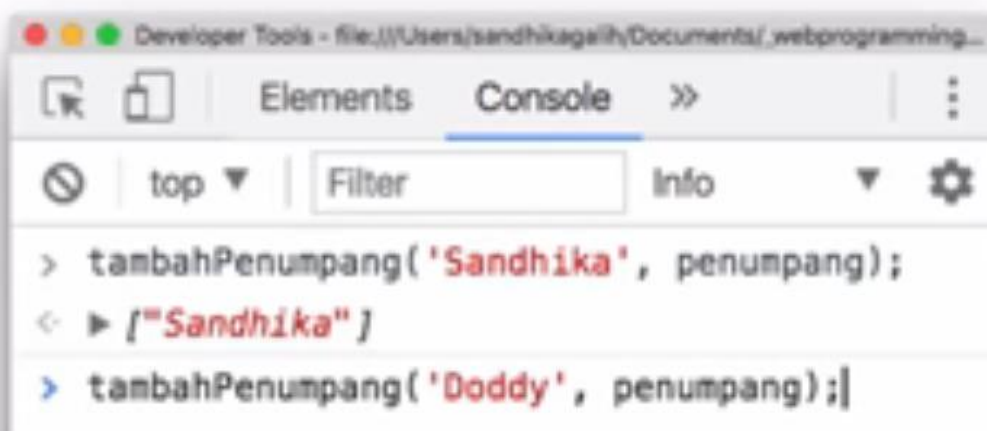 Developer Tools - file:///Users/sandhikagalih/Documents/_webprogramming...
Elements Console »
top ▼ Filter Info ▼
> tambahPenumpang('Sandhika', penumpang);
<· ▶ ["Sandhika"]
> tambahPenumpang('Doddy', penumpang);